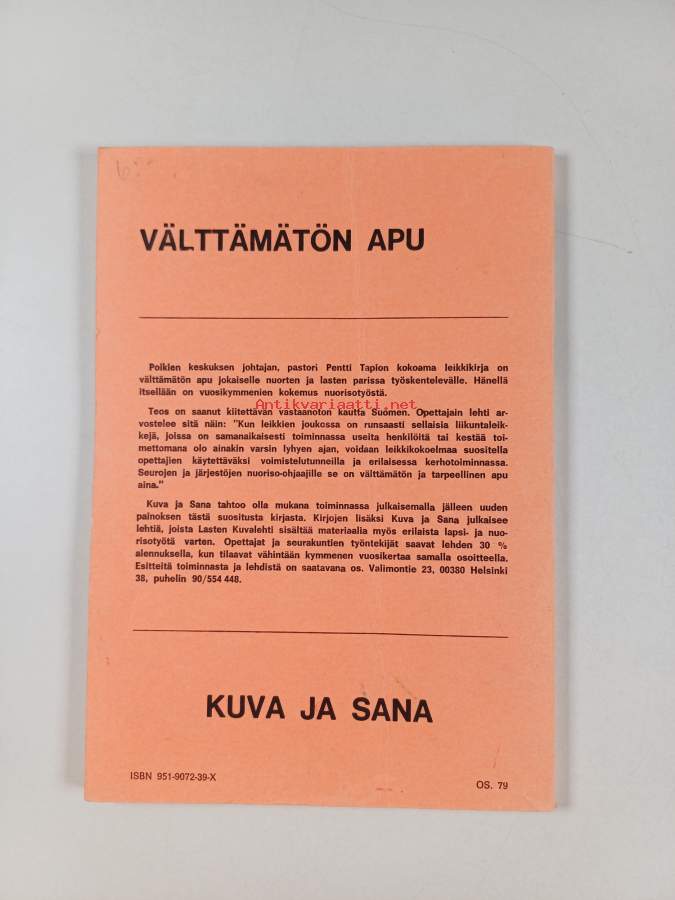 6:-
VÄLTTÄMÄTÖN APU
Poikien keskuksen johtajan, pastori Pentti Tapion kokoama leikkikirja on
välttämätön apu jokaiselle nuorten ja lasten parissa työskentelevälle. Hänellä
itsellään on vuosikymmenien kokemus nuorisotyöstä.
Antikvariaatti.net
Teos on saanut kiitettävän vastaanoton kautta Suomen. Opettajain lehti ar-
vostelee sitä näin: "Kun leikkien joukossa on runsaasti sellaisia liikuntaleik-
kejä, joissa on samanaikaisesti toiminnassa useita henkilöitä tai kestää toi-
mettomana olo ainakin varsin lyhyen ajan, voidaan leikkikokoelmaa suositella
opettajien käytettäväksi voimistelutunneilla ja erilaisessa kerhotoiminnassa.
Seurojen ja järjestöjen nuoriso-ohjaajille se on välttämätön ja tarpeellinen apu
aina."
Kuva ja Sana tahtoo olla mukana toiminnassa julkaisemalla jälleen uuden
painoksen tästä suositusta kirjasta. Kirjojen lisäksi Kuva ja Sana julkaisee
lehtiä, joista Lasten Kuvalehti sisältää materiaalia myös erilaista lapsi- ja nuo-
risotyötä varten. Opettajat ja seurakuntien työntekijät saavat lehden 30 %
alennuksella, kun tilaavat vähintään kymmenen vuosikertaa samalla osoitteella.
Esitteitä toiminnasta ja lehdistä on saatavana os. Valimontie 23, 00380 Helsinki
38, puhelin 90/554 448.
KUVA JA SANA
ISBN 951-9072-39-X
OS. 79